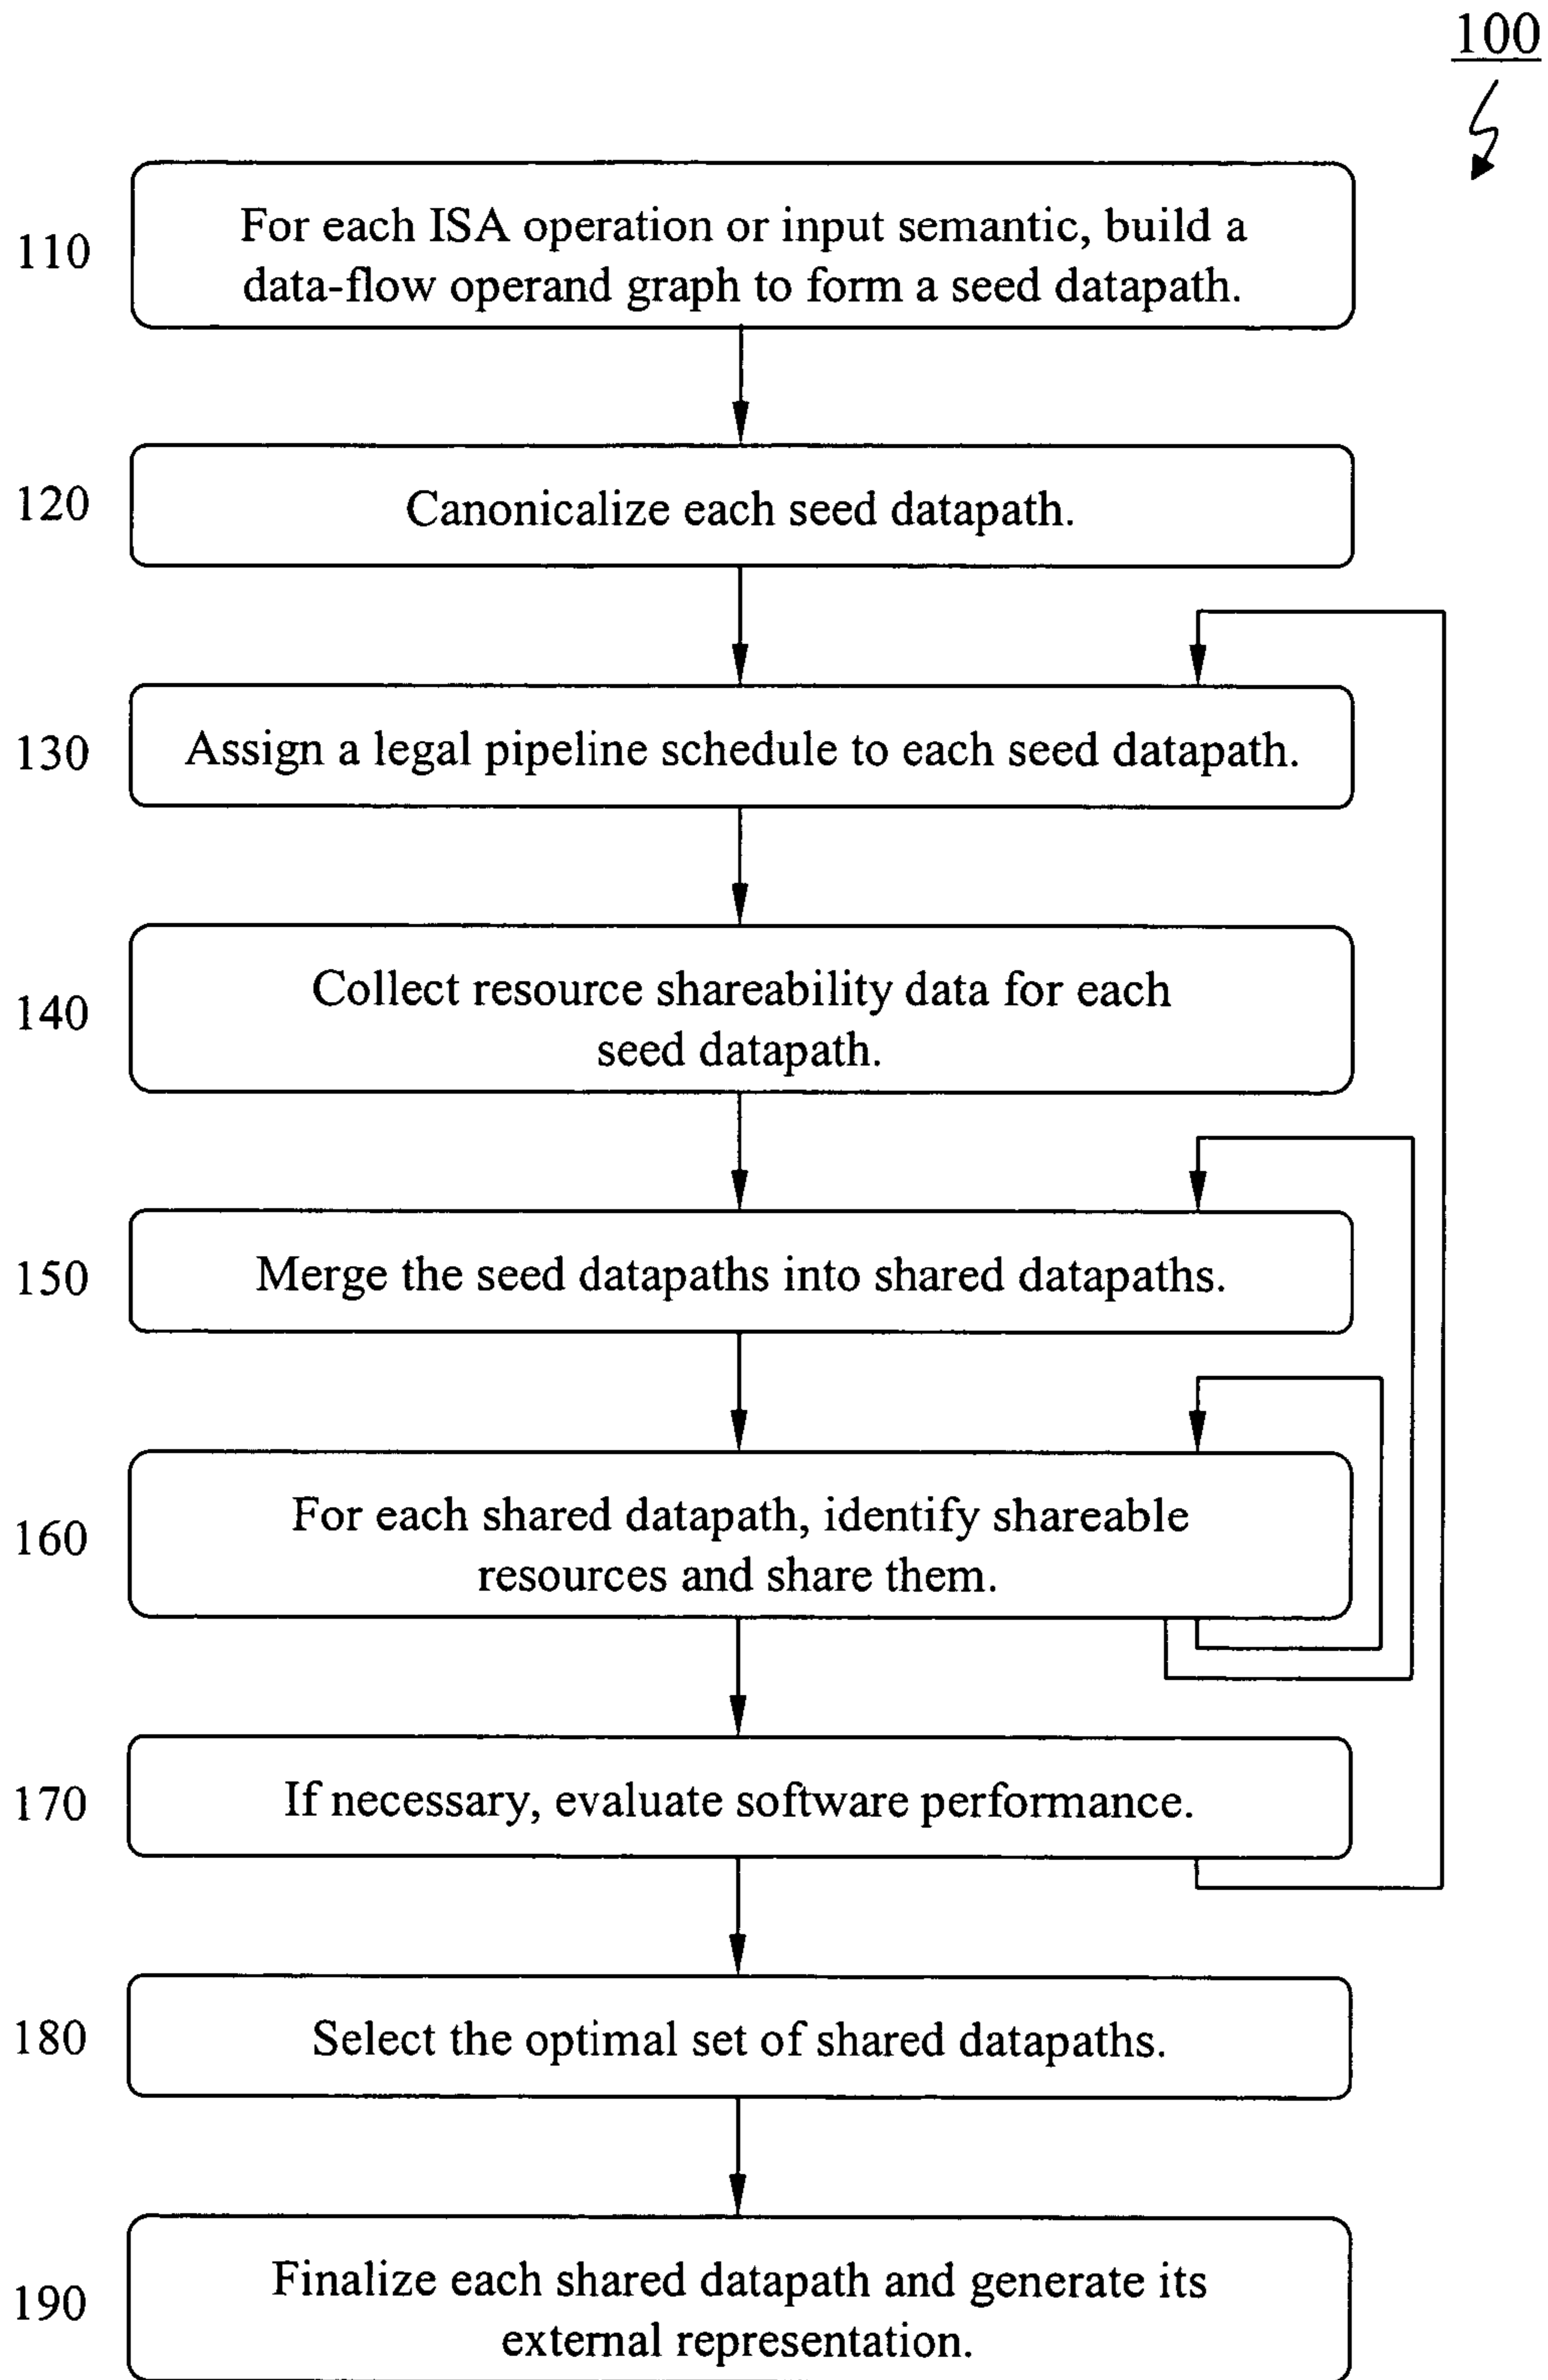 100
110
For each ISA operation or input semantic, build a
data-flow operand graph to form a seed datapath.
120
Canonicalize each seed datapath.
130
Assign a legal pipeline schedule to each seed datapath.
140
Collect resource shareability data for each
seed datapath.
150
Merge the seed datapaths into shared datapaths.
160
For each shared datapath, identify shareable
resources and share them.
170
If necessary, evaluate software performance.
180
Select the optimal set of shared datapaths.
190
Finalize each shared datapath and generate its
external representation.